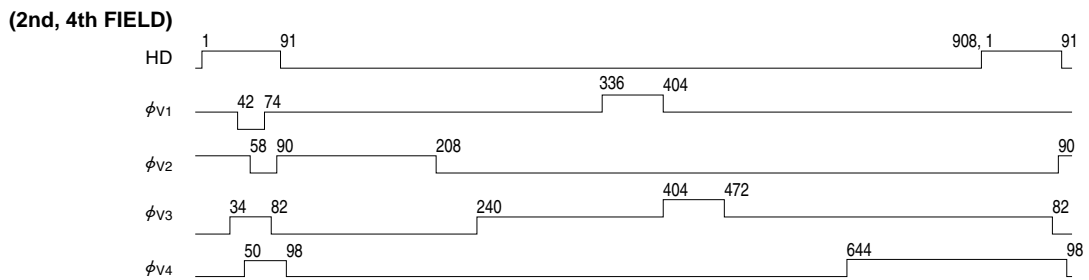 (2nd, 4th FIELD)
HD 1 91 908, 1 91
ϕV1 42 74 336 404
ϕV2 58 90 208 90
ϕV3 34 82 240 404 472 82
ϕV4 50 98 644 98